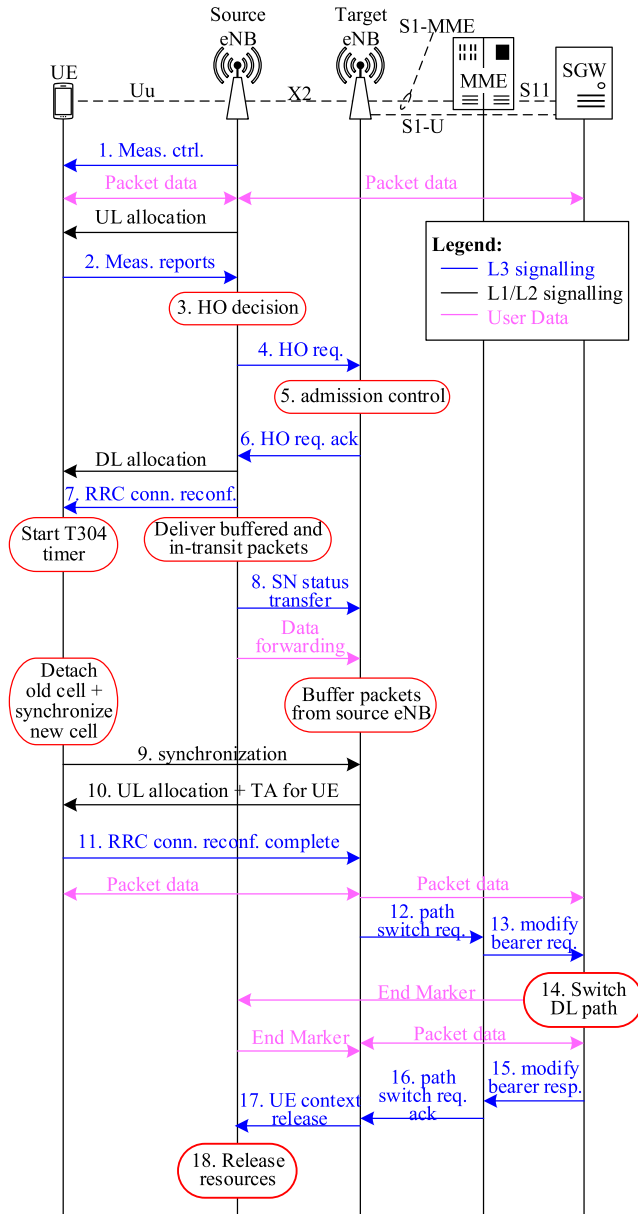 Source
eNB
Target
eNB
S1-MME
UE
Uu
X2
MME
S11
SGW
S1-U
1. Meas. ctrl.
Packet data
Packet data
UL allocation
2. Meas. reports
Legend:
L3 signalling
L1/L2 signalling
User Data
3. HO decision
4. HO req.
5. admission control
6. HO req. ack
DL allocation
7. RRC conn. reconf.
Start T304
timer
Deliver buffered and
in-transit packets
8. SN status
transfer
Data
forwarding
Detach
old cell +
synchronize
new cell
Buffer packets
from source eNB
9. synchronization
10. UL allocation + TA for UE
11. RRC conn. reconf. complete
Packet data
Packet data
12. path
switch req.
13. modify
bearer req.
14. Switch
DL path
End Marker
End Marker
Packet data
15. modify
bearer resp.
16. path
switch req.
ack
17. UE context
release
18. Release
resources